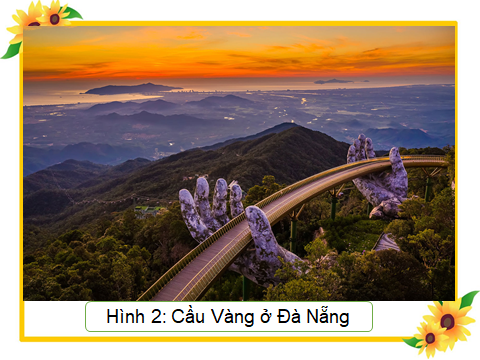 Hình 2: Cầu Vàng ở Đà Nẵng